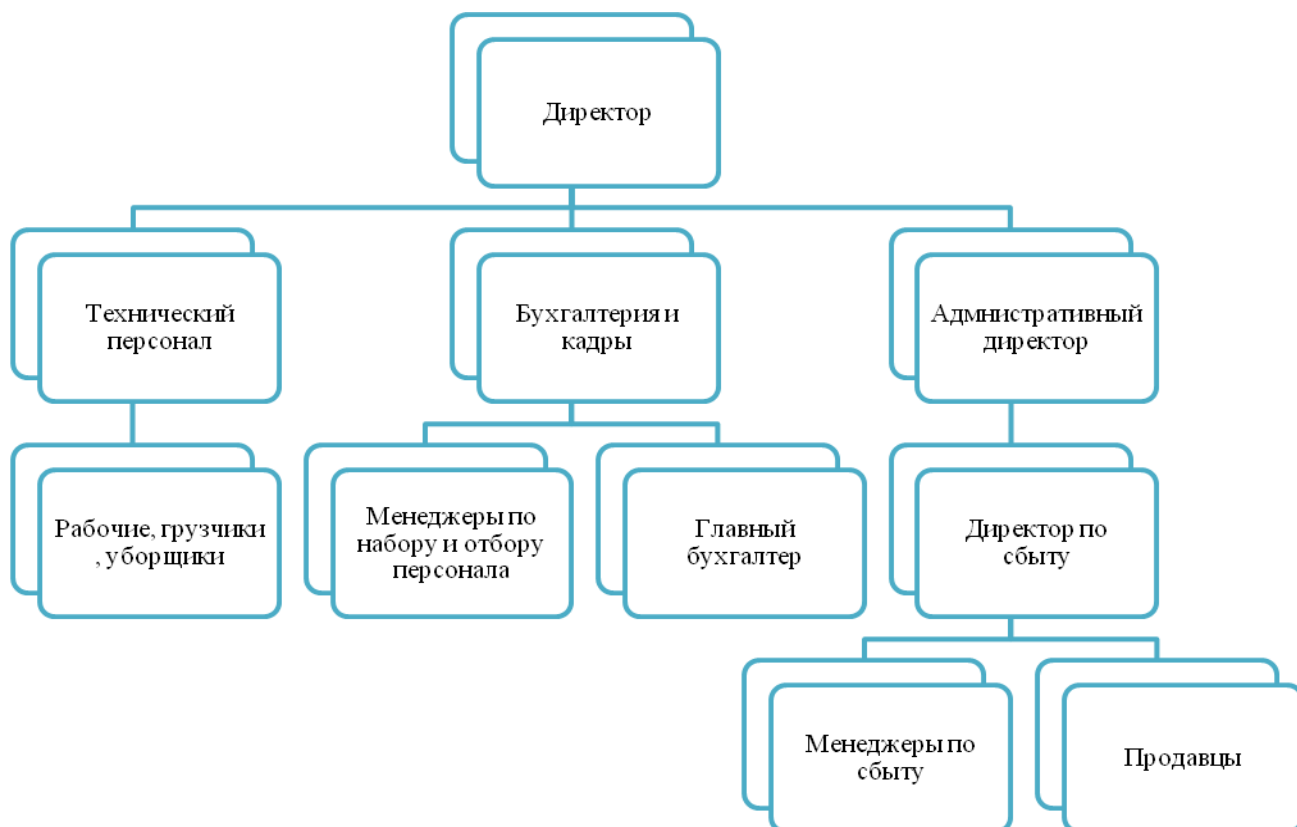 Директор
Технический
персонал
Бухгалтерия и
кадры
Адмнистративный
директор
Рабочие, грузчики
, уборщики
Менеджеры по
набору и отбору
персонала
Главный
бухгалтер
Директор по
сбыту
Менеджеры по
сбыту
Продавцы